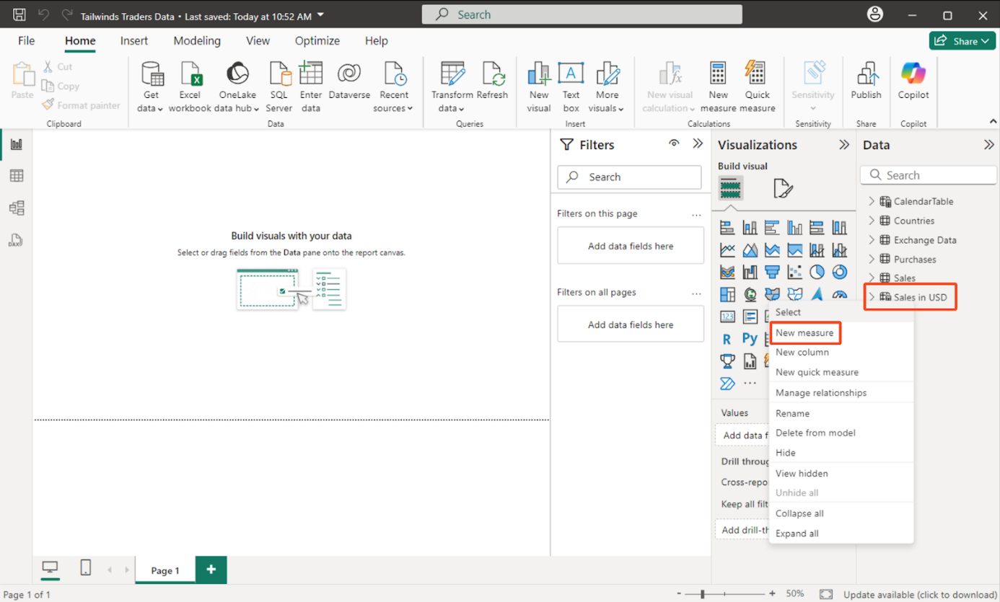 Tailwinds Traders Data • Last saved: Today at 10:52 AM
Search
File Home Insert Modeling View Optimize Help
Share
Paste
Cut
Copy
Format painter
Clipboard
Get data
Excel workbook
OneLake data hub
SQL Server
Enter data
Dataverse
Recent sources
Data
Transform data
Refresh
Queries
New visual
Text box
More visuals
Insert
New visual calculation
New measure
Quick measure
Calculations
Sensitivity
Sensitivity
Publish
Share
Copilot
Copilot
DAX
Build visuals with your data
Select or drag fields from the Data pane onto the report canvas.
Filters
Search
Filters on this page
...
Add data fields here
Filters on all pages
...
Add data fields here
Visualizations
Build visual
123
R
Py
...
Values
Add data f
Drill throug
Cross-repo
Keep all filt
Add drill-th
Data
Search
CalendarTable
Countries
Exchange Data
Purchases
Sales
Sales in USD
Select
New measure
New column
New quick measure
Manage relationships
Rename
Delete from model
Hide
View hidden
Unhide all
Collapse all
Expand all
Page 1
+
Page 1 of 1
- + 50%
Update available (click to download)